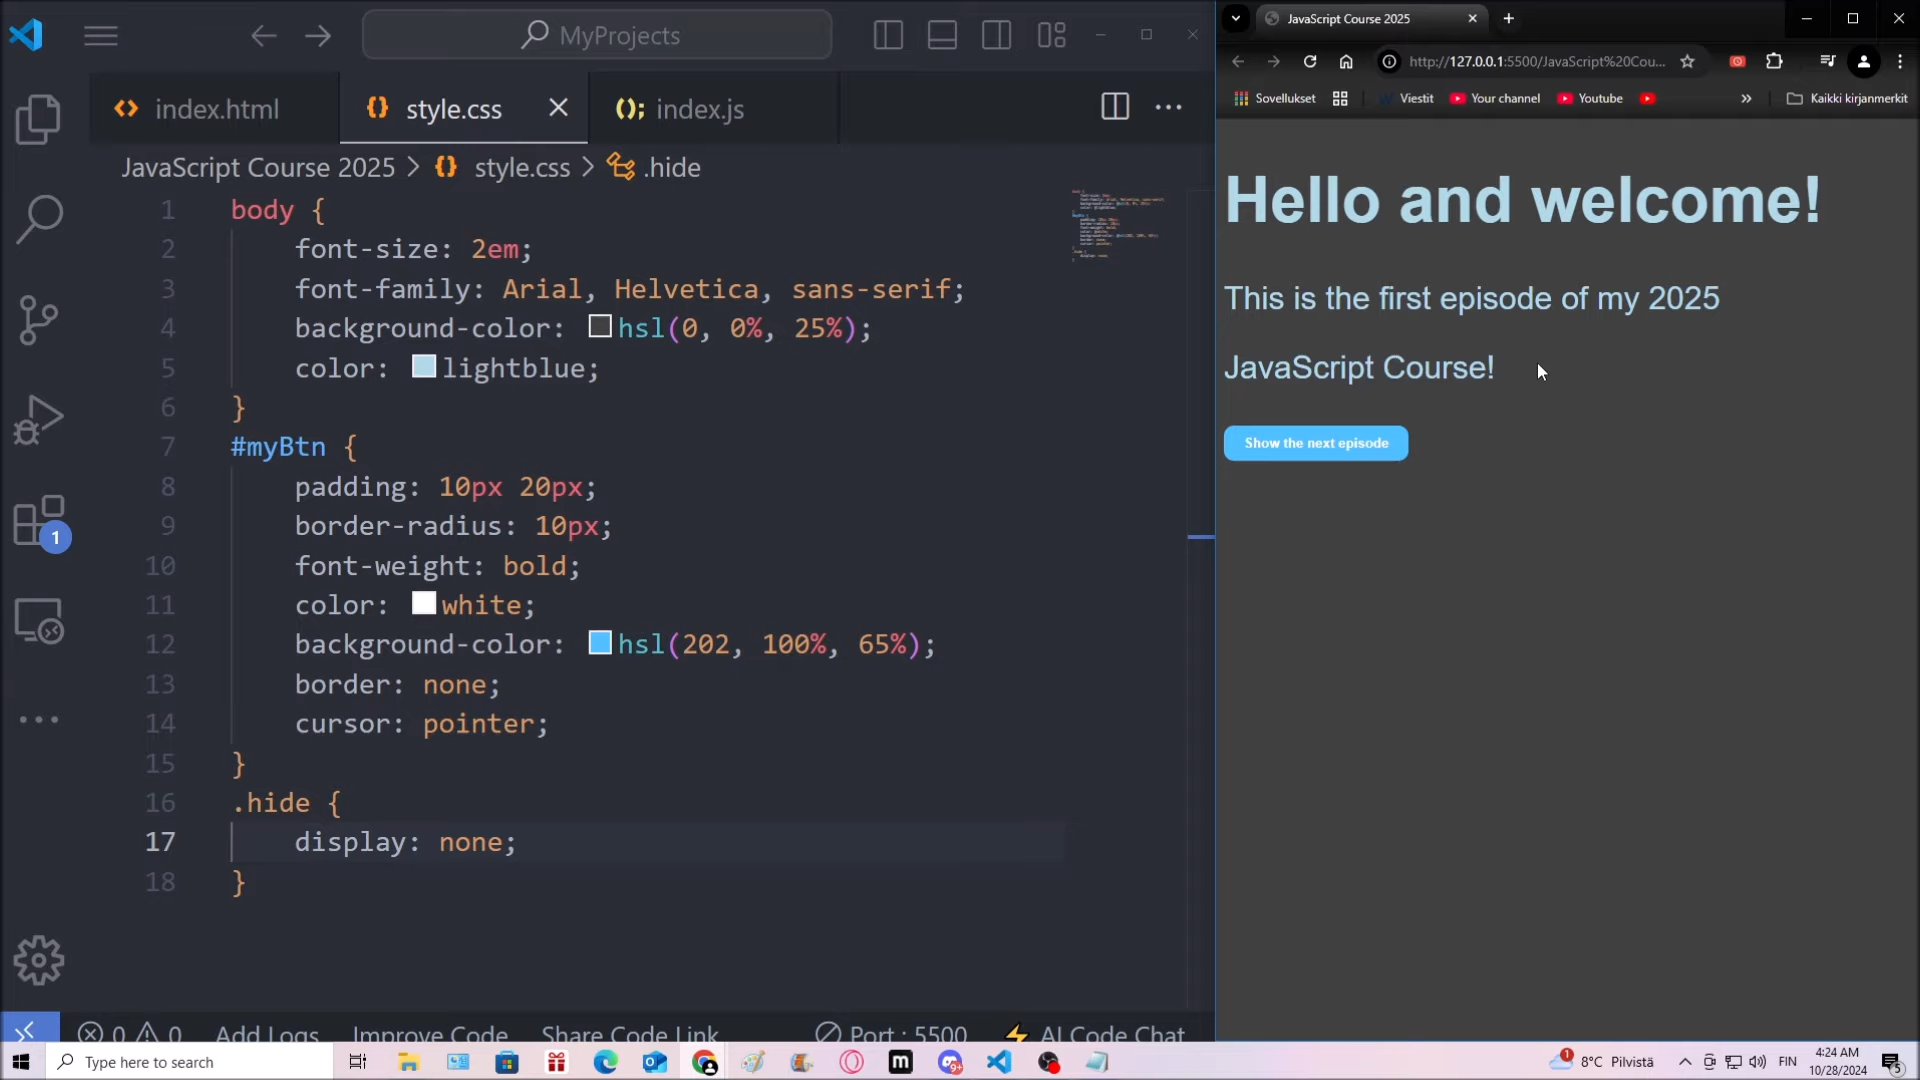 MyProjects
index.html
style.css
index.js
JavaScript Course 2025 > style.css > .hide
1 body {
2 font-size: 2em;
3 font-family: Arial, Helvetica, sans-serif;
4 background-color: hsl(0, 0%, 25%);
5 color: lightblue;
6 }
7 #myBtn {
8 padding: 10px 20px;
9 border-radius: 10px;
10 font-weight: bold;
11 color: white;
12 background-color: hsl(202, 100%, 65%);
13 border: none;
14 cursor: pointer;
15 }
16 .hide {
17 display: none;
18 }
1
0 0 Add Logs Improve Code Share Code Link Port : 5500 AI Code Chat
JavaScript Course 2025
http://127.0.0.1:5500/JavaScript%20Cou...
Sovellukset Viestit Your channel Youtube » Kaikki kirjanmerkit
Hello and welcome!
This is the first episode of my 2025
JavaScript Course!
Show the next episode
Type here to search
m
9+
1
8°C Pilvistä
FIN
4:24 AM
10/28/2024
5